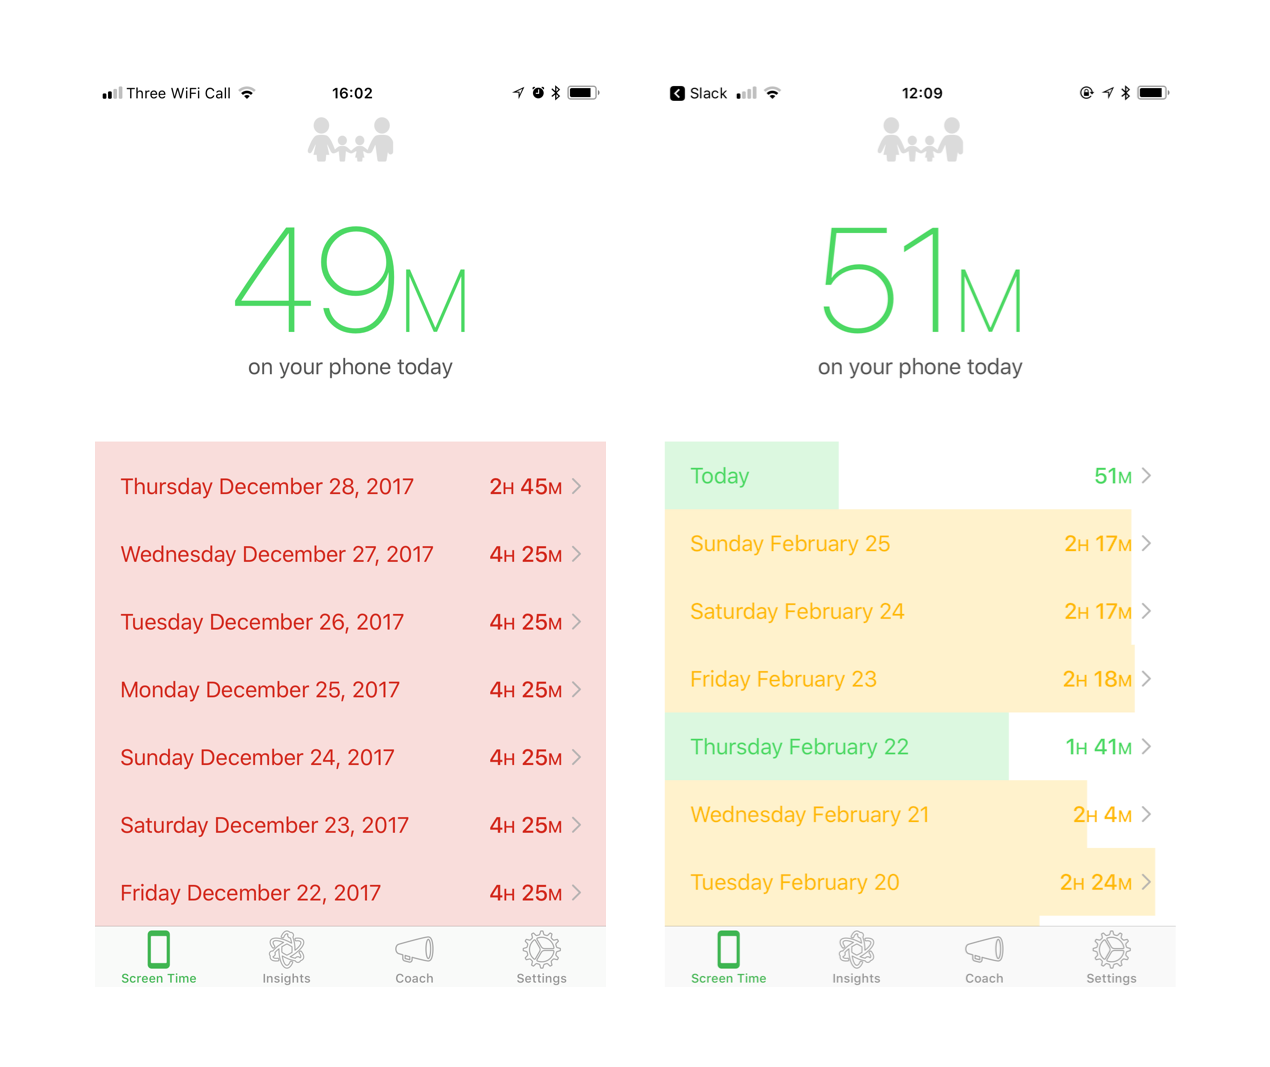 Three WiFi Call 16:02
49M
on your phone today
Thursday December 28, 2017 2H 45M
Wednesday December 27, 2017 4H 25M
Tuesday December 26, 2017 4H 25M
Monday December 25, 2017 4H 25M
Sunday December 24, 2017 4H 25M
Saturday December 23, 2017 4H 25M
Friday December 22, 2017 4H 25M
Screen Time Insights Coach Settings
Slack 12:09
51M
on your phone today
Today 51M
Sunday February 25 2H 17M
Saturday February 24 2H 17M
Friday February 23 2H 18M
Thursday February 22 1H 41M
Wednesday February 21 2H 4M
Tuesday February 20 2H 24M
Screen Time Insights Coach Settings